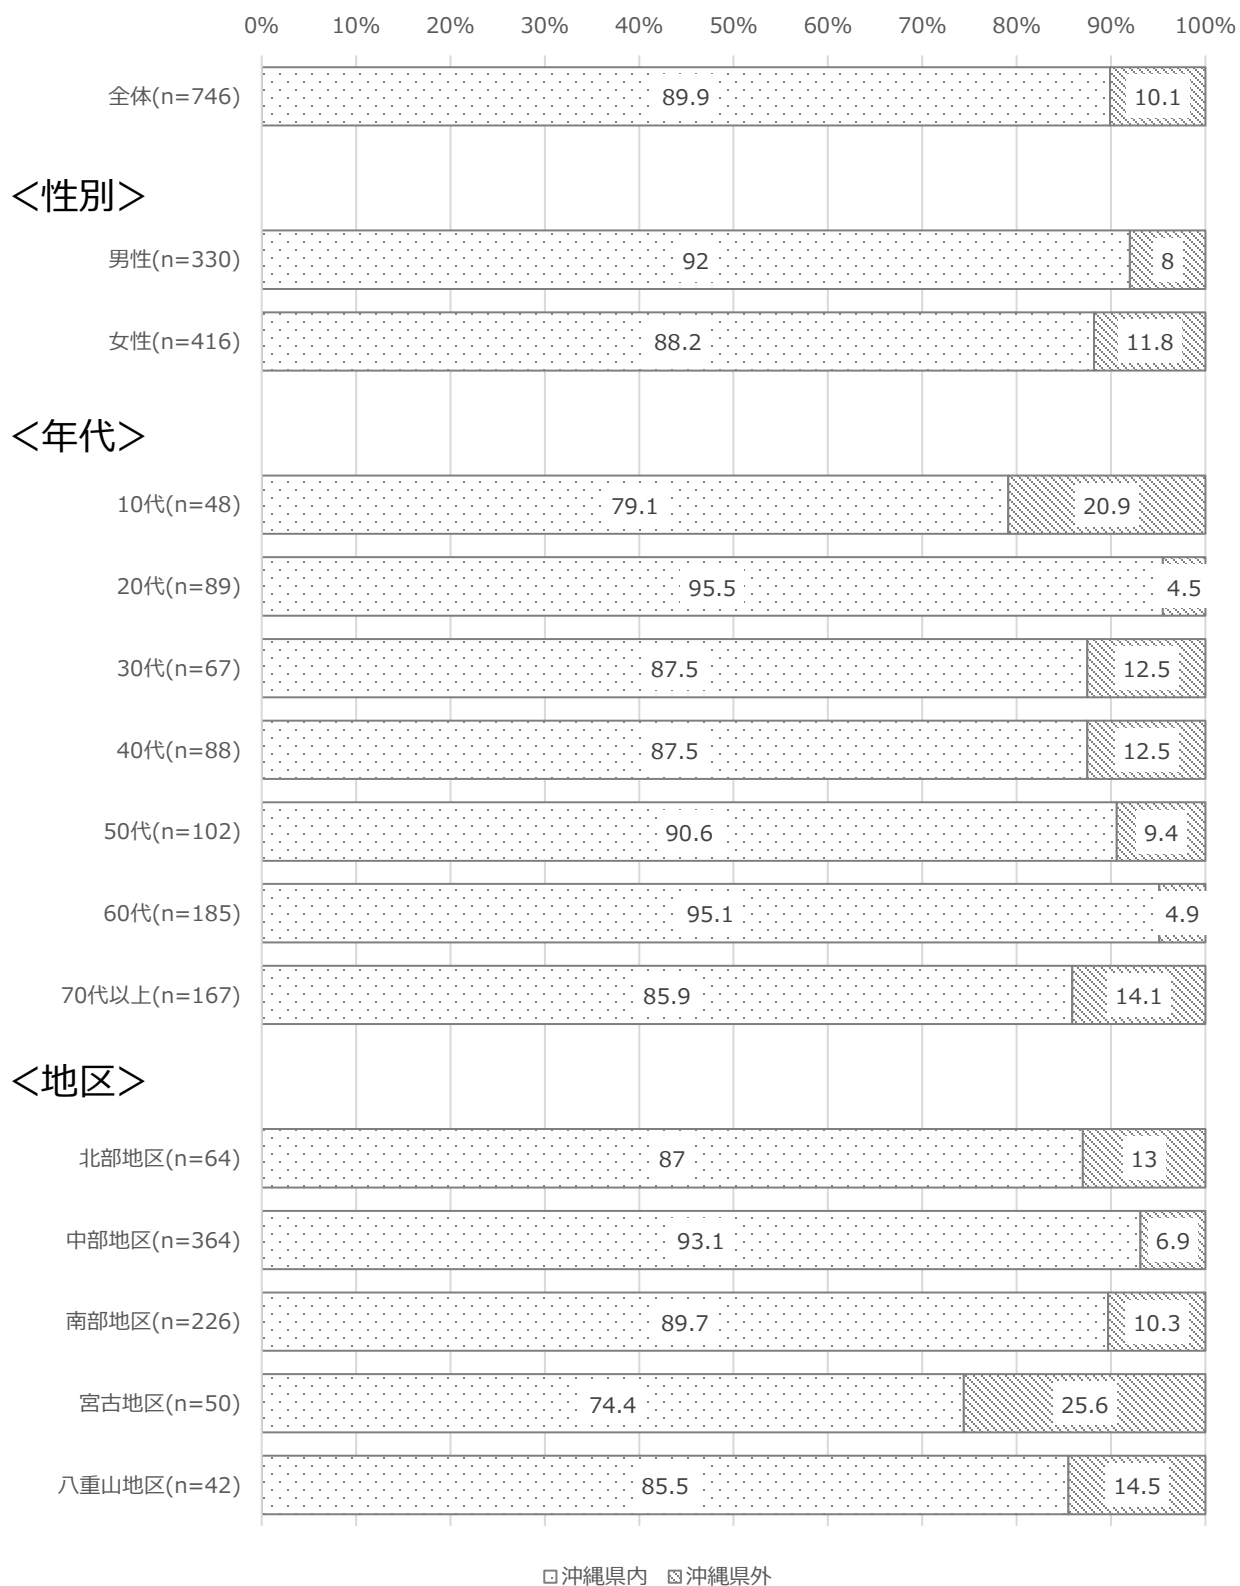 0% 10% 20% 30% 40% 50% 60% 70% 80% 90% 100%
全体(n=746) 89.9 10.1
＜性別＞
男性(n=330) 92 8
女性(n=416) 88.2 11.8
＜年代＞
10代(n=48) 79.1 20.9
20代(n=89) 95.5 4.5
30代(n=67) 87.5 12.5
40代(n=88) 87.5 12.5
50代(n=102) 90.6 9.4
60代(n=185) 95.1 4.9
70代以上(n=167) 85.9 14.1
＜地区＞
北部地区(n=64) 87 13
中部地区(n=364) 93.1 6.9
南部地区(n=226) 89.7 10.3
宮古地区(n=50) 74.4 25.6
八重山地区(n=42) 85.5 14.5
沖縄県内 沖縄県外